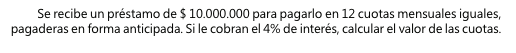 Se recibe un préstamo de $ 10.000.000 para pagarlo en 12 cuotas mensuales iguales,
pagaderas en forma anticipada. Si le cobran el 4% de interés, calcular el valor de las cuotas.